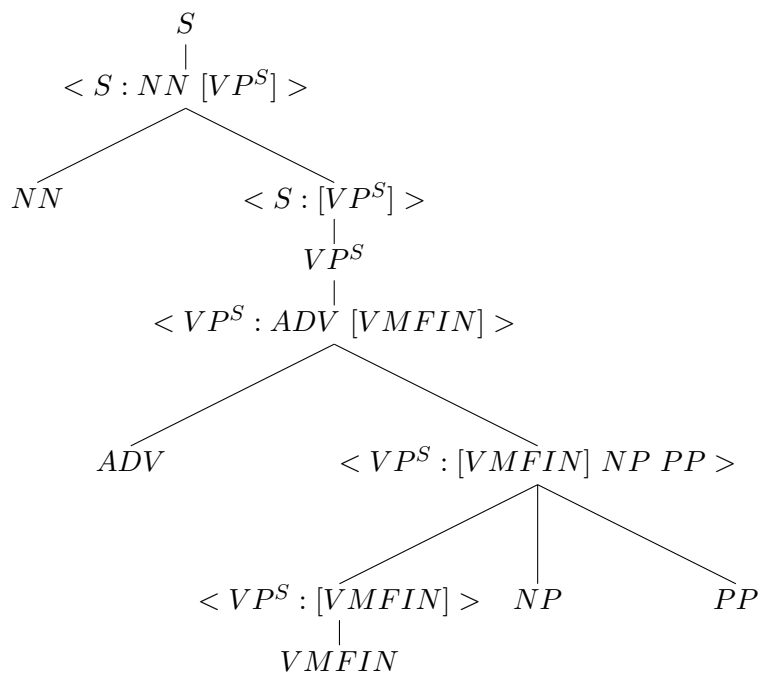 S
< S : NN [VP^S] >
NN < S : [VP^S] >
VP^S
< VP^S : ADV [VMFIN] >
ADV < VP^S : [VMFIN] NP PP >
< VP^S : [VMFIN] > NP PP
VMFIN